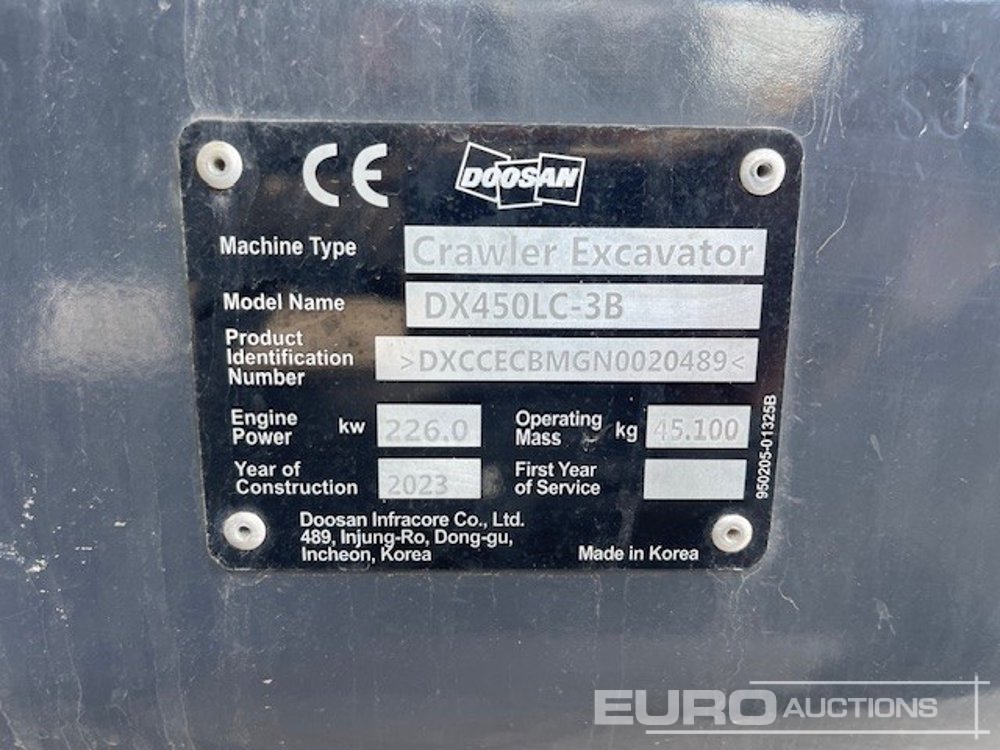 CE DOOSAN
Machine Type Crawler Excavator
Model Name DX450LC-3B
Product
Identification
Number >DXCCECBMGN0020489<
Engine
Power kw 226.0 Operating
Mass kg 45.100
Year of
Construction 2023 First Year
of Service
Doosan Infracore Co., Ltd.
489, Injung-Ro, Dong-gu,
Incheon, Korea
Made in Korea
950205-01325B
EURO AUCTIONS